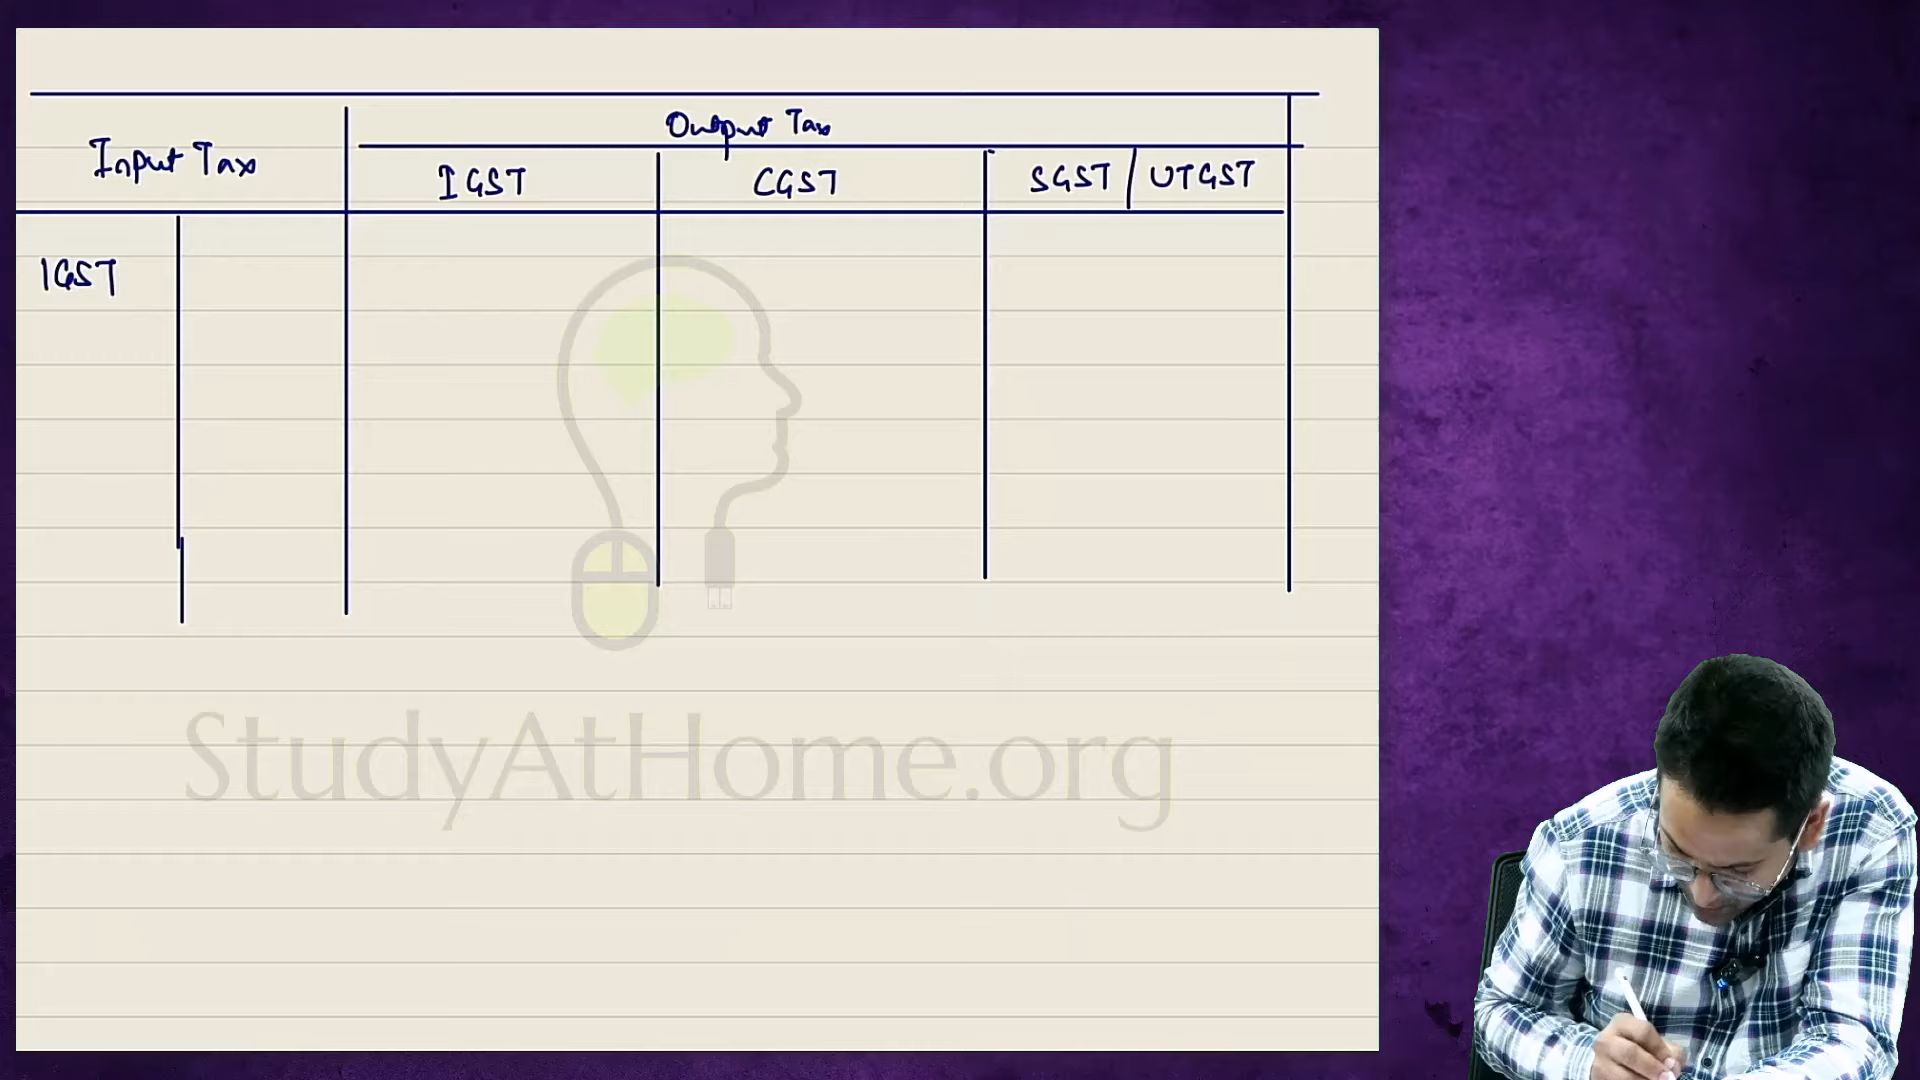 Output Tax
Input Tax
IGST CGST SGST / UTGST
IGST
StudyAtHome.org